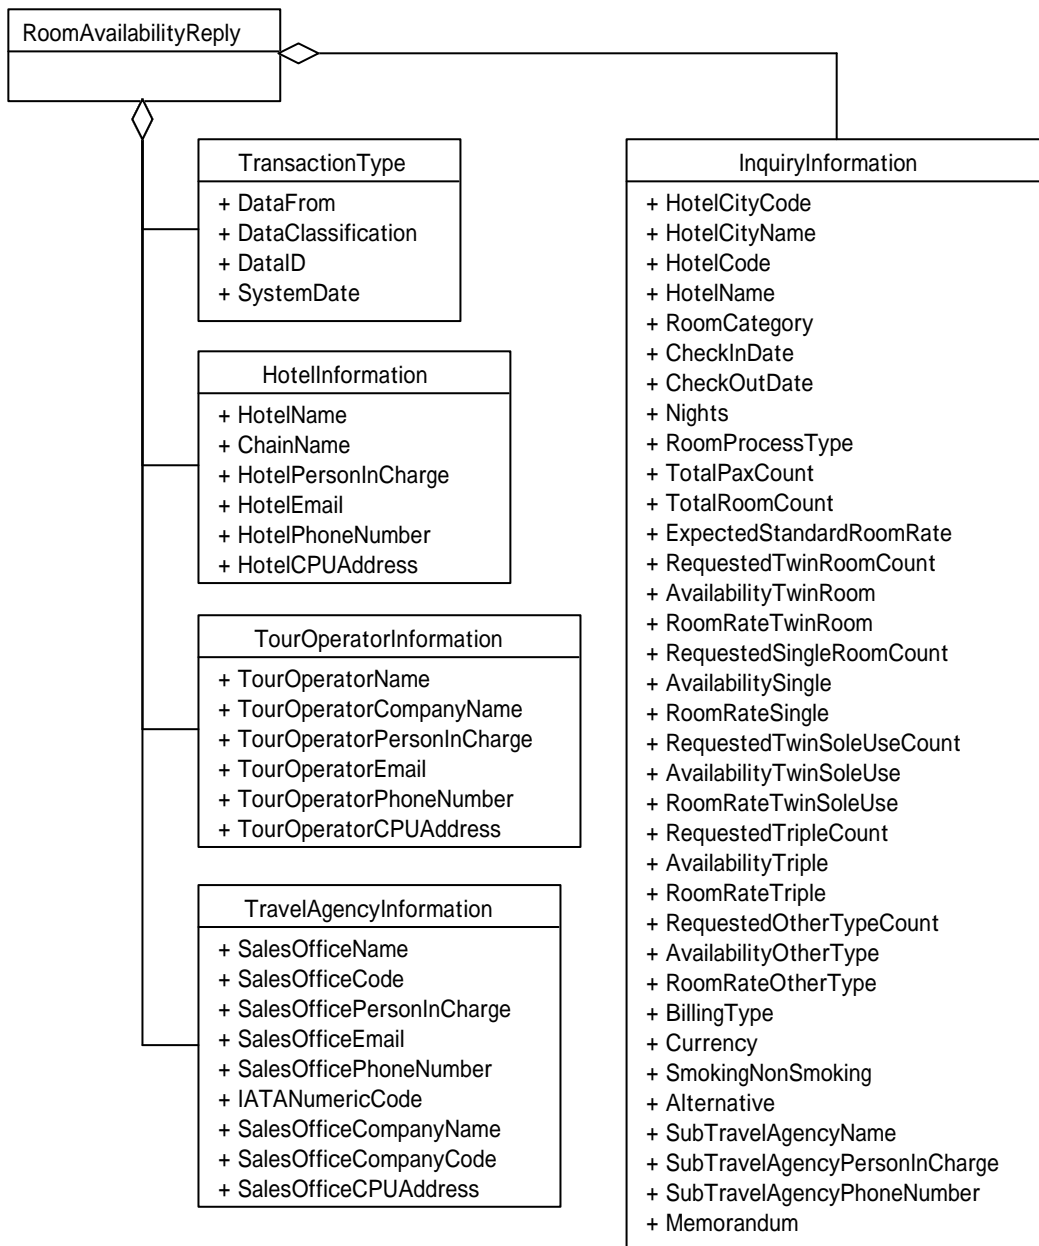 RoomAvailabilityReply
TransactionType
+ DataFrom
+ DataClassification
+ DataID
+ SystemDate
HotelInformation
+ HotelName
+ ChainName
+ HotelPersonInCharge
+ HotelEmail
+ HotelPhoneNumber
+ HotelCPUAddress
TourOperatorInformation
+ TourOperatorName
+ TourOperatorCompanyName
+ TourOperatorPersonInCharge
+ TourOperatorEmail
+ TourOperatorPhoneNumber
+ TourOperatorCPUAddress
TravelAgencyInformation
+ SalesOfficeName
+ SalesOfficeCode
+ SalesOfficePersonInCharge
+ SalesOfficeEmail
+ SalesOfficePhoneNumber
+ IATANumericCode
+ SalesOfficeCompanyName
+ SalesOfficeCompanyCode
+ SalesOfficeCPUAddress
InquiryInformation
+ HotelCityCode
+ HotelCityName
+ HotelCode
+ HotelName
+ RoomCategory
+ CheckInDate
+ CheckOutDate
+ Nights
+ RoomProcessType
+ TotalPaxCount
+ TotalRoomCount
+ ExpectedStandardRoomRate
+ RequestedTwinRoomCount
+ AvailabilityTwinRoom
+ RoomRateTwinRoom
+ RequestedSingleRoomCount
+ AvailabilitySingle
+ RoomRateSingle
+ RequestedTwinSoleUseCount
+ AvailabilityTwinSoleUse
+ RoomRateTwinSoleUse
+ RequestedTripleCount
+ AvailabilityTriple
+ RoomRateTriple
+ RequestedOtherTypeCount
+ AvailabilityOtherType
+ RoomRateOtherType
+ BillingType
+ Currency
+ SmokingNonSmoking
+ Alternative
+ SubTravelAgencyName
+ SubTravelAgencyPersonInCharge
+ SubTravelAgencyPhoneNumber
+ Memorandum